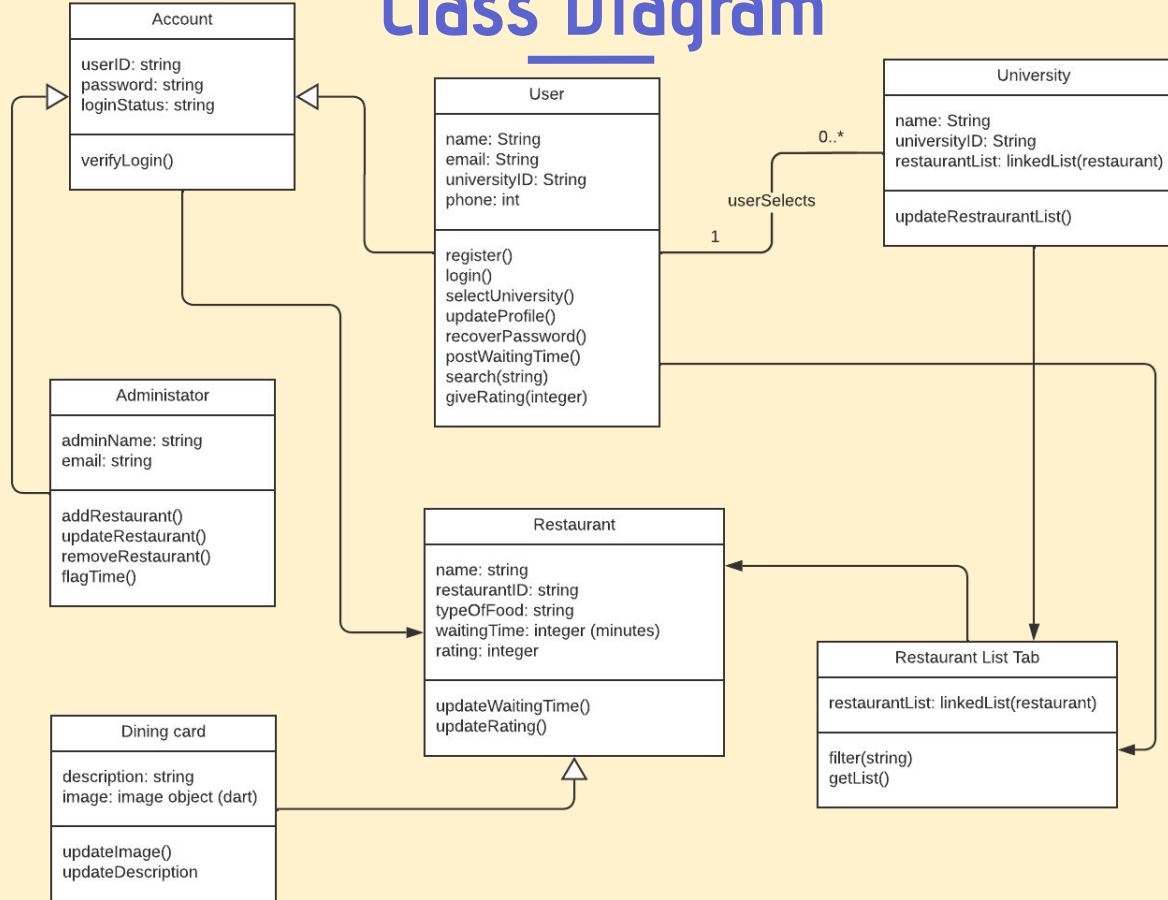 Class Diagram
Account
userID: string
password: string
loginStatus: string
verifyLogin()
User
name: String
email: String
universityID: String
phone: int
register()
login()
selectUniversity()
updateProfile()
recoverPassword()
postWaitingTime()
search(string)
giveRating(integer)
0..*
userSelects
1
University
name: String
universityID: String
restaurantList: linkedList(restaurant)
updateRestraurantList()
Administator
adminName: string
email: string
addRestaurant()
updateRestaurant()
removeRestaurant()
flagTime()
Restaurant
name: string
restaurantID: string
typeOfFood: string
waitingTime: integer (minutes)
rating: integer
updateWaitingTime()
updateRating()
Restaurant List Tab
restaurantList: linkedList(restaurant)
filter(string)
getList()
Dining card
description: string
image: image object (dart)
updateImage()
updateDescription